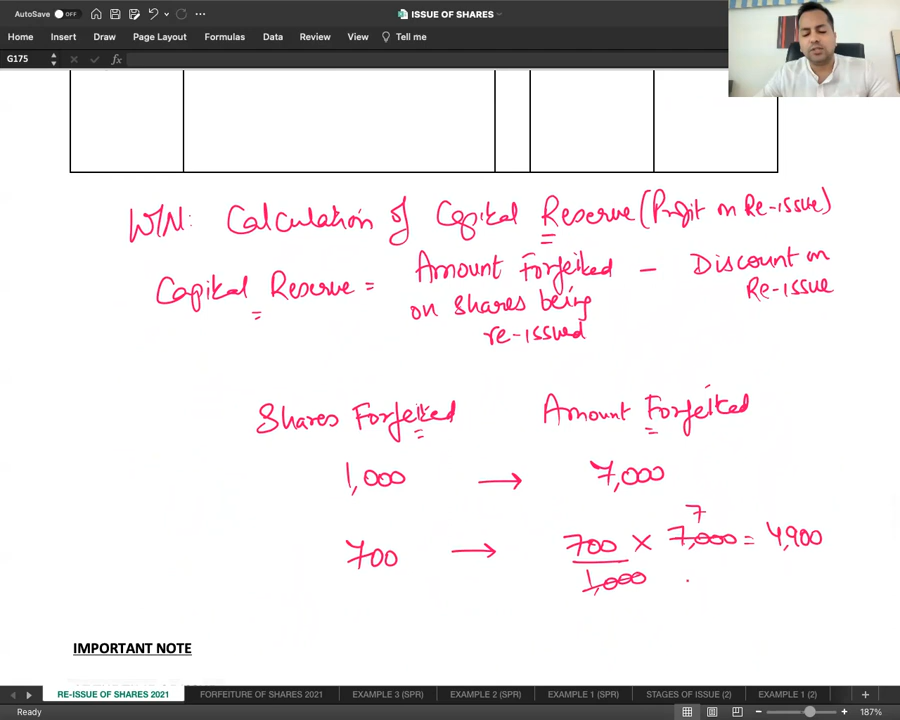 AutoSave OFF ISSUE OF SHARES
Home Insert Draw Page Layout Formulas Data Review View Tell me
G175 fx
W/N: Calculation of Capital Reserve (Profit on Re-issue)
Capital Reserve = Amount Forfeited on shares being re-issued — Discount on Re-issue
Shares Forfeited Amount Forfeited
1,000 → 7,000
7
700 → 700 × 7,000 = 4,900
1,000
IMPORTANT NOTE
RE-ISSUE OF SHARES 2021 FORFEITURE OF SHARES 2021 EXAMPLE 3 (SPR) EXAMPLE 2 (SPR) EXAMPLE 1 (SPR) STAGES OF ISSUE (2) EXAMPLE 1 (2) +
Ready 187%